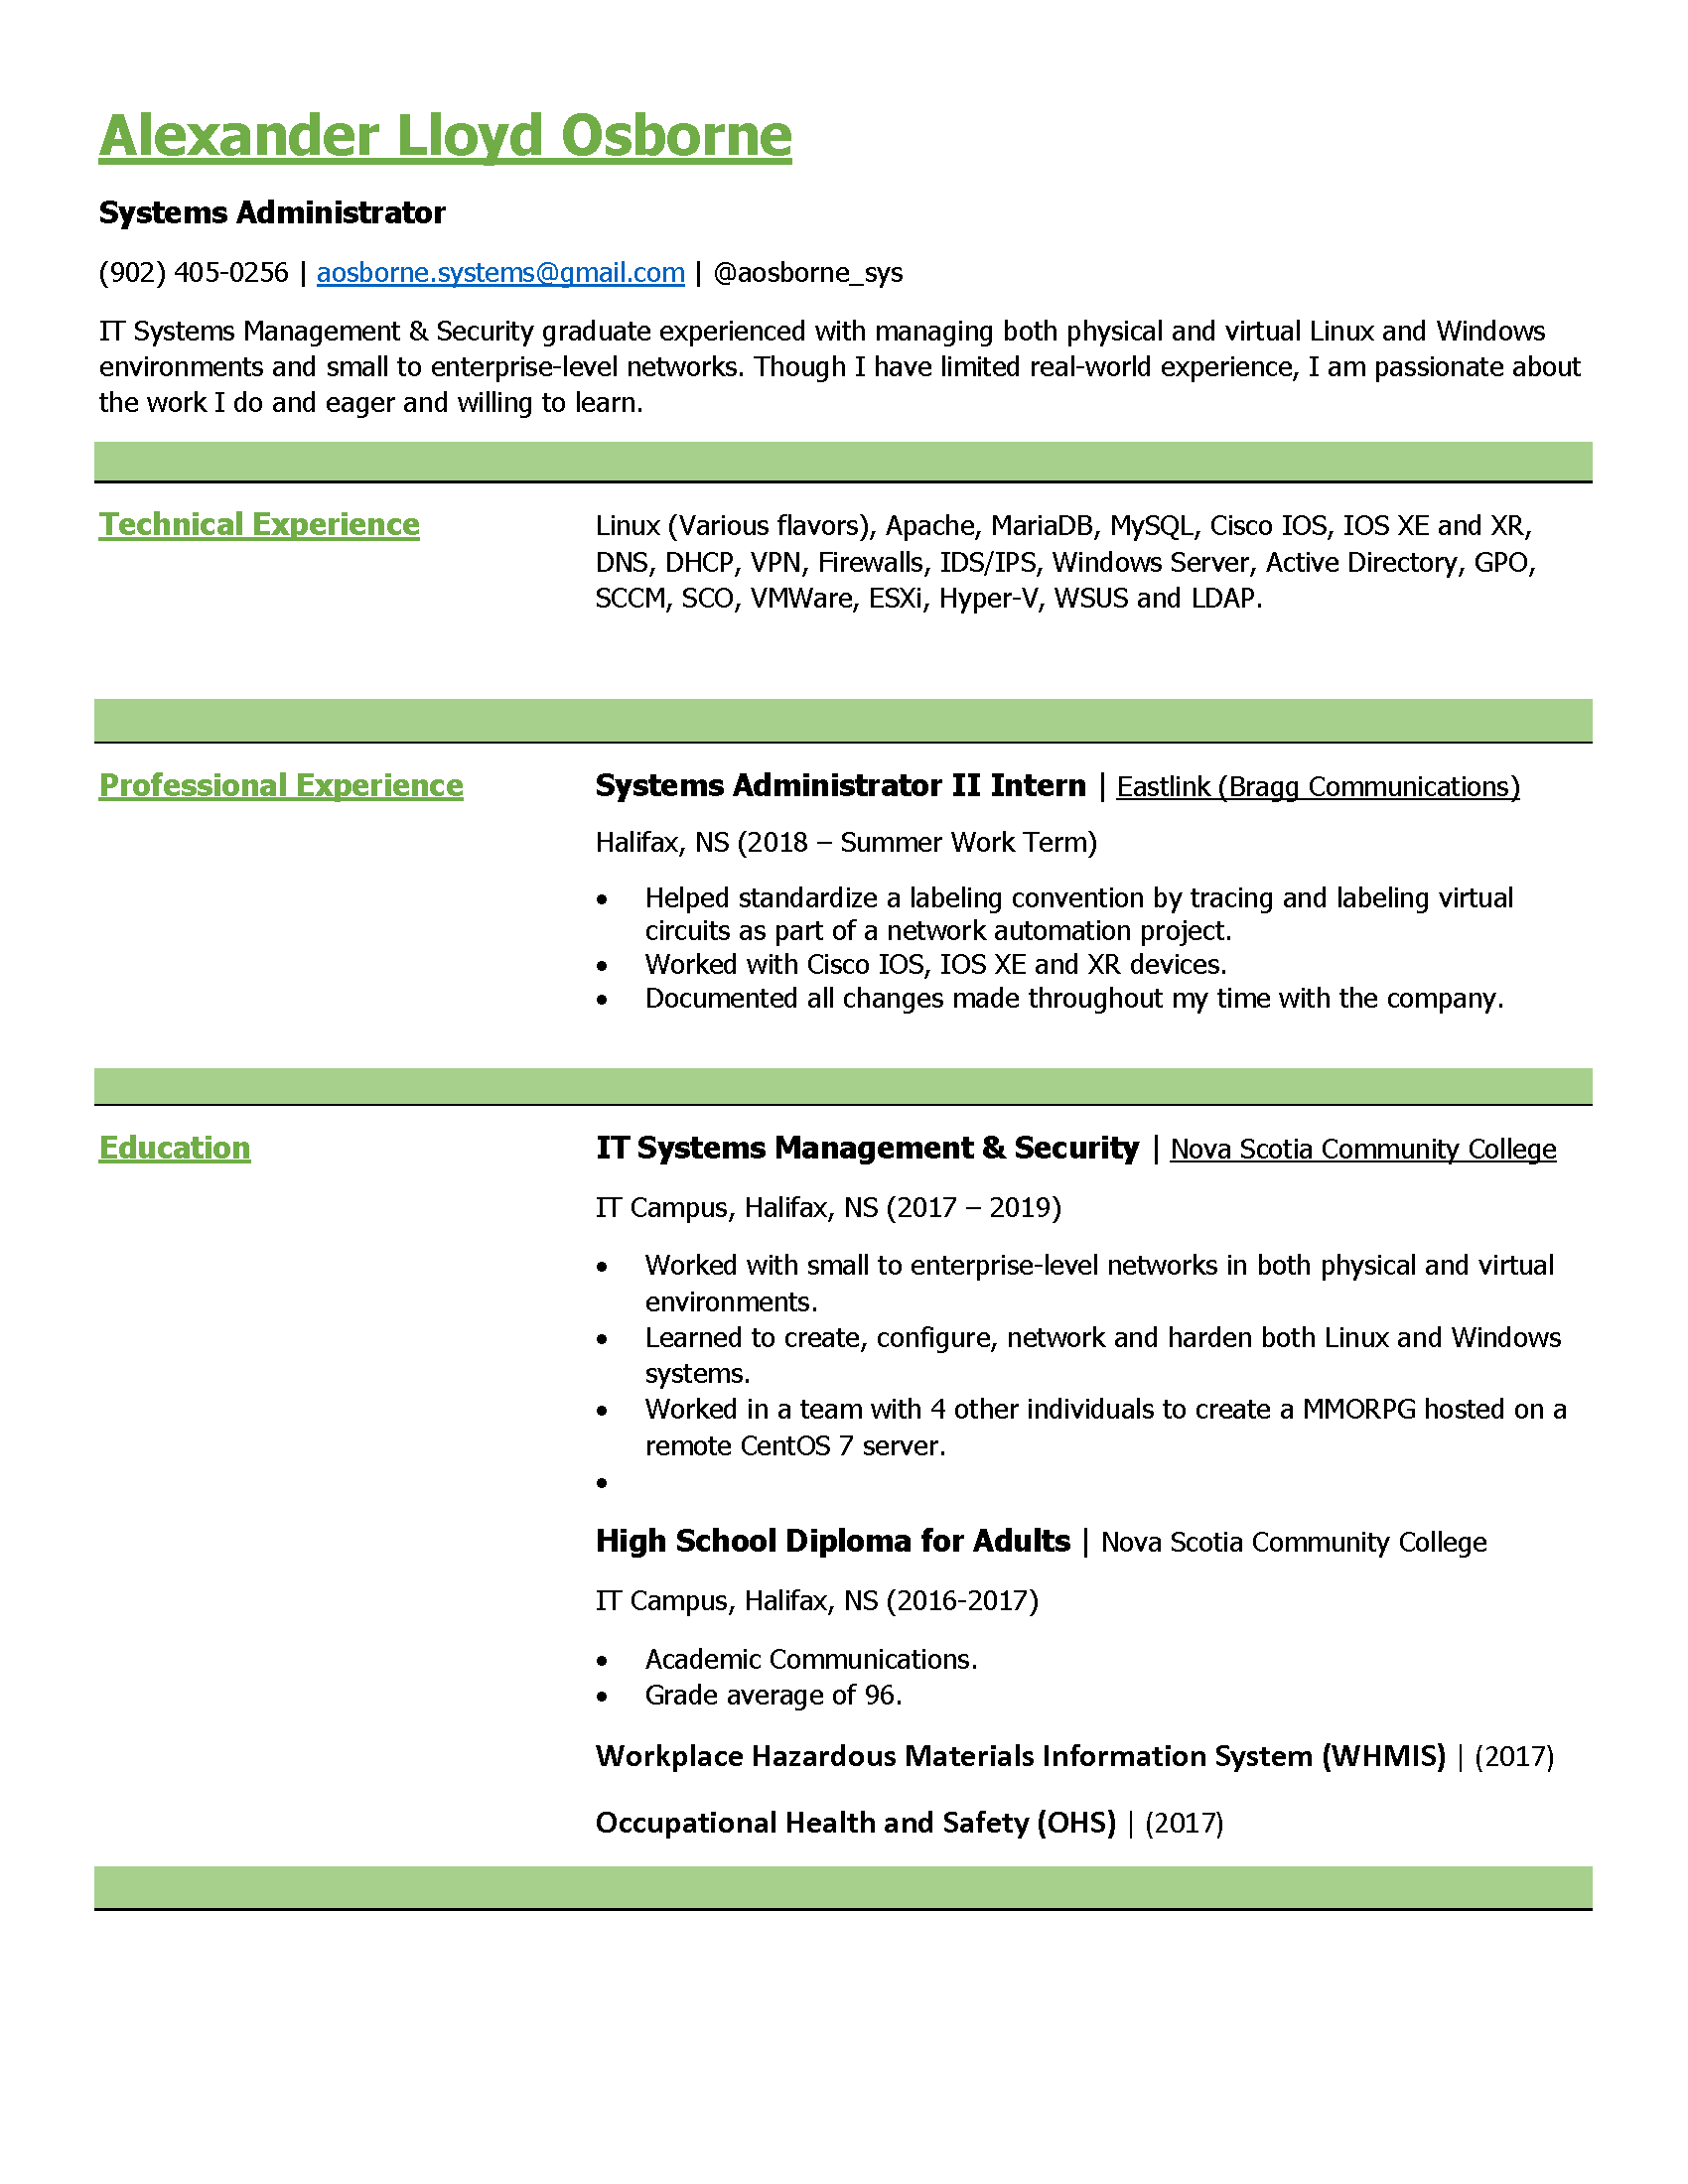 Alexander Lloyd Osborne
Systems Administrator
(902) 405-0256 | aosborne.systems@gmail.com | @aosborne_sys
IT Systems Management & Security graduate experienced with managing both physical and virtual Linux and Windows
environments and small to enterprise-level networks. Though I have limited real-world experience, I am passionate about
the work I do and eager and willing to learn.
Technical Experience
Linux (Various flavors), Apache, MariaDB, MySQL, Cisco IOS, IOS XE and XR,
DNS, DHCP, VPN, Firewalls, IDS/IPS, Windows Server, Active Directory, GPO,
SCCM, SCO, VMWare, ESXi, Hyper-V, WSUS and LDAP.
Professional Experience
Systems Administrator II Intern | Eastlink (Bragg Communications)
Halifax, NS (2018 – Summer Work Term)
• Helped standardize a labeling convention by tracing and labeling virtual
circuits as part of a network automation project.
• Worked with Cisco IOS, IOS XE and XR devices.
• Documented all changes made throughout my time with the company.
Education
IT Systems Management & Security | Nova Scotia Community College
IT Campus, Halifax, NS (2017 – 2019)
• Worked with small to enterprise-level networks in both physical and virtual
environments.
• Learned to create, configure, network and harden both Linux and Windows
systems.
• Worked in a team with 4 other individuals to create a MMORPG hosted on a
remote CentOS 7 server.
•
High School Diploma for Adults | Nova Scotia Community College
IT Campus, Halifax, NS (2016-2017)
• Academic Communications.
• Grade average of 96.
Workplace Hazardous Materials Information System (WHMIS) | (2017)
Occupational Health and Safety (OHS) | (2017)